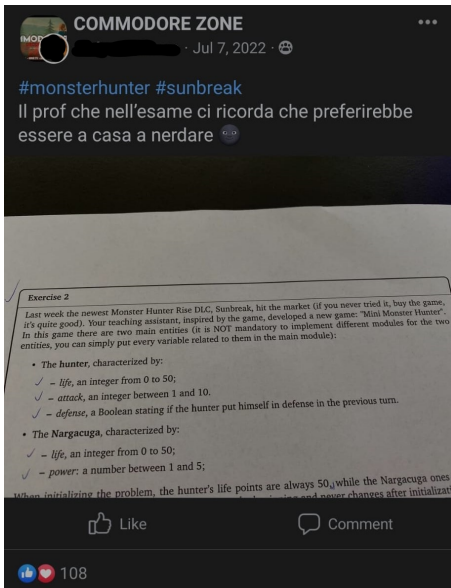 COMMODORE ZONE
· Jul 7, 2022 ·
#monsterhunter #sunbreak
Il prof che nell'esame ci ricorda che preferirebbe
essere a casa a nerdare
Exercise 2
Last week the newest Monster Hunter Rise DLC, Sunbreak, hit the market (if you never tried it, buy the game,
it's quite good). Your teaching assistant, inspired by the game, developed a new game: "Mini Monster Hunter".
In this game there are two main entities (it is NOT mandatory to implement different modules for the two
entities, you can simply put every variable related to them in the main module):
• The hunter, characterized by:
– life, an integer from 0 to 50;
– attack, an integer between 1 and 10.
– defense, a Boolean stating if the hunter put himself in defense in the previous turn.
• The Nargacuga, characterized by:
– life, an integer from 0 to 50;
– power: a number between 1 and 5;
When initializing the problem, the hunter's life points are always 50, while the Nargacuga ones
and never changes after initializati
Like
Comment
108